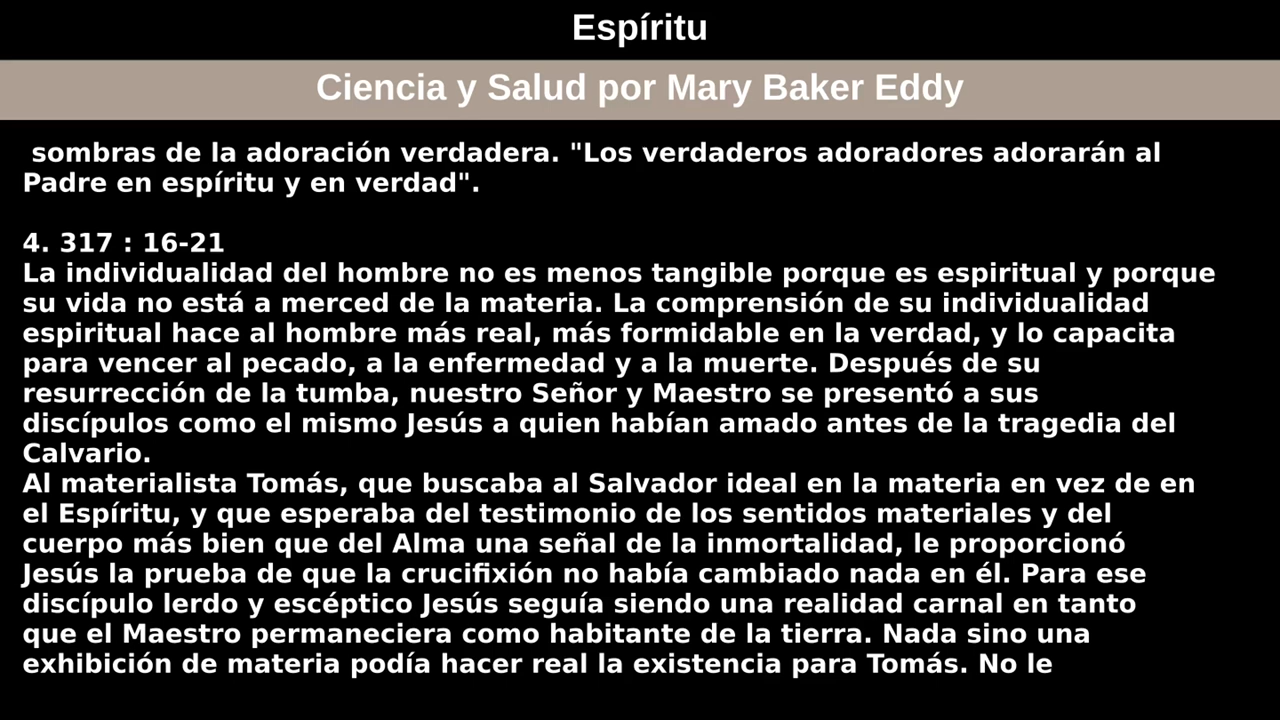 Espíritu
Ciencia y Salud por Mary Baker Eddy
sombras de la adoración verdadera. "Los verdaderos adoradores adorarán al
Padre en espíritu y en verdad".
4. 317 : 16-21
La individualidad del hombre no es menos tangible porque es espiritual y porque
su vida no está a merced de la materia. La comprensión de su individualidad
espiritual hace al hombre más real, más formidable en la verdad, y lo capacita
para vencer al pecado, a la enfermedad y a la muerte. Después de su
resurrección de la tumba, nuestro Señor y Maestro se presentó a sus
discípulos como el mismo Jesús a quien habían amado antes de la tragedia del
Calvario.
Al materialista Tomás, que buscaba al Salvador ideal en la materia en vez de en
el Espíritu, y que esperaba del testimonio de los sentidos materiales y del
cuerpo más bien que del Alma una señal de la inmortalidad, le proporcionó
Jesús la prueba de que la crucifixión no había cambiado nada en él. Para ese
discípulo lerdo y escéptico Jesús seguía siendo una realidad carnal en tanto
que el Maestro permaneciera como habitante de la tierra. Nada sino una
exhibición de materia podía hacer real la existencia para Tomás. No le